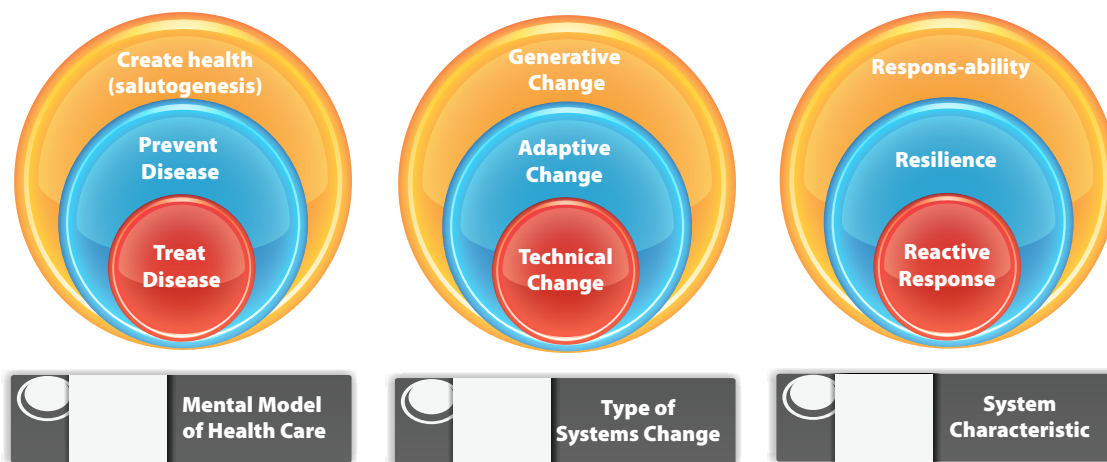 Create health
(salutogenesis)
Prevent
Disease
Treat
Disease
Mental Model
of Health Care
Generative
Change
Adaptive
Change
Technical
Change
Type of
Systems Change
Respons-ability
Resilience
Reactive
Response
System
Characteristic